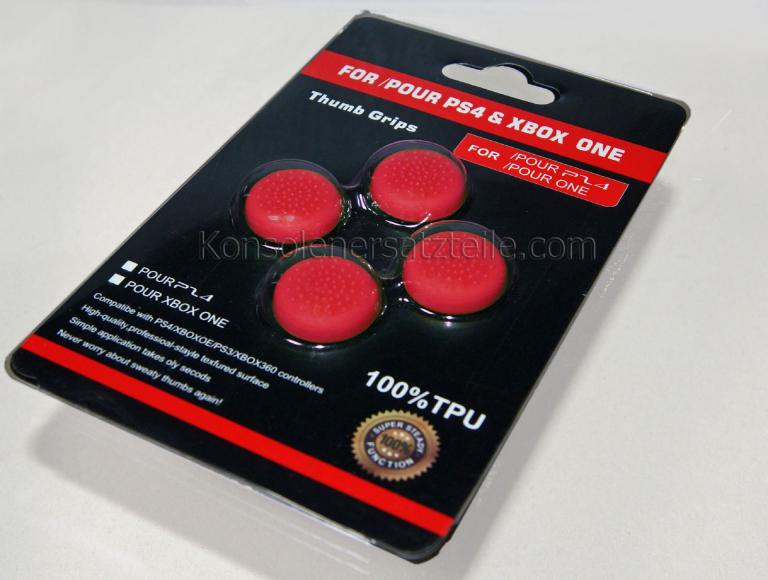 FOR /POUR PS4 & XBOX ONE
Thumb Grips
FOR /POUR PS4
/POUR ONE
Konsolenersatzteile.com
POUR PS4
POUR XBOX ONE
Compatibe with PS4/XBOXOE/PS3/XBOX360 controllers
High-quality,professioal-stayle texfured surface
Simple application takes oly secods
Never worry about sweaty thumbs again!
100%TPU
SUPER STEADY
100%
FUNCTION